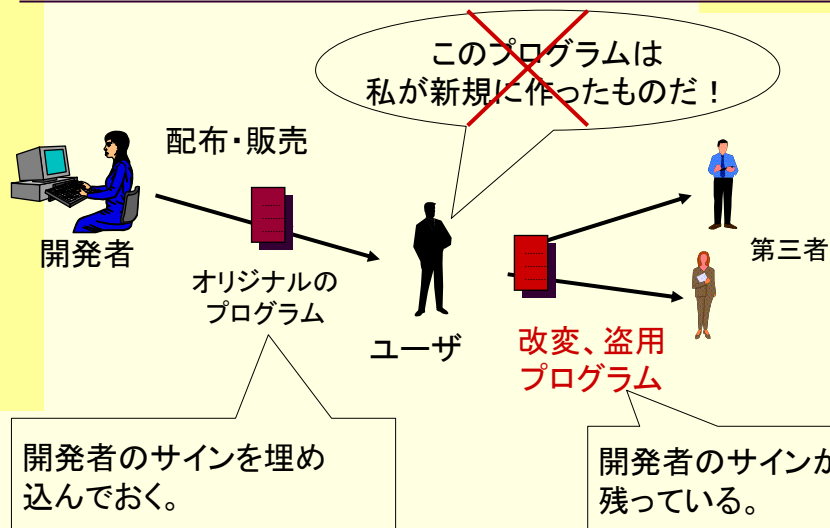 このプログラムは
私が新規に作ったものだ！
配布・販売
開発者
オリジナルの
プログラム
ユーザ
改変、盗用
プログラム
第三者
開発者のサインを埋め
込んでおく。
開発者のサインが
残っている。